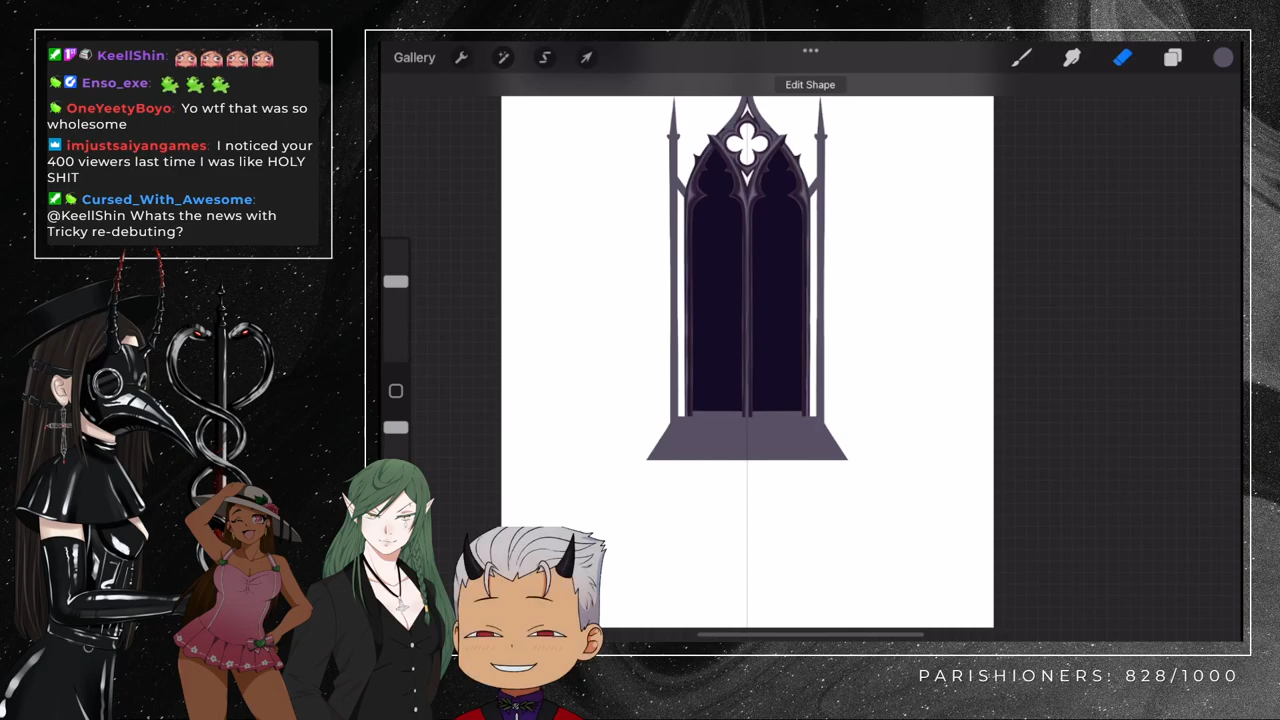 KeellShin:
Enso_exe:
OneYeetyBoyo: Yo wtf that was so
wholesome
imjustsaiyangames: I noticed your
400 viewers last time I was like HOLY
SHIT
Cursed_With_Awesome:
@KeellShin Whats the news with
Tricky re-debuting?
Gallery
Edit Shape
PARISHIONERS: 828/1000